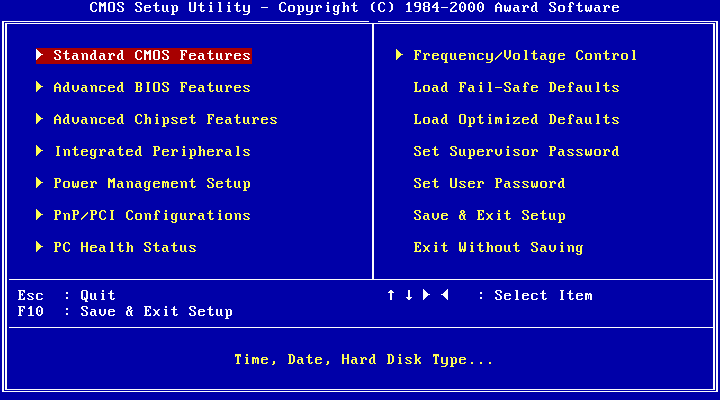 CMOS Setup Utility - Copyright (C) 1984-2000 Award Software
▶ Standard CMOS Features
▶ Advanced BIOS Features
▶ Advanced Chipset Features
▶ Integrated Peripherals
▶ Power Management Setup
▶ PnP/PCI Configurations
▶ PC Health Status
▶ Frequency/Voltage Control
Load Fail-Safe Defaults
Load Optimized Defaults
Set Supervisor Password
Set User Password
Save & Exit Setup
Exit Without Saving
Esc : Quit
F10 : Save & Exit Setup
↑ ↓ ▶ ◀ : Select Item
Time, Date, Hard Disk Type...